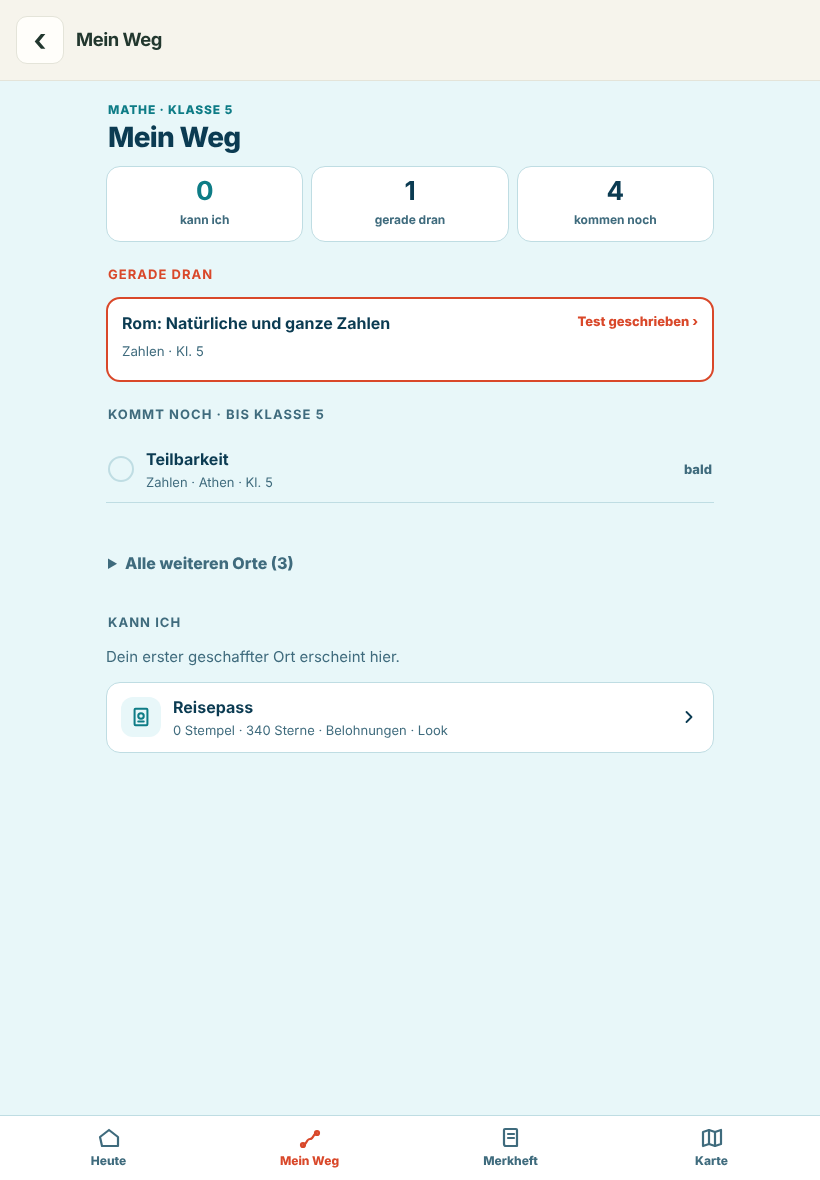 Mein Weg
MATHE · KLASSE 5
Mein Weg
0
kann ich
1
gerade dran
4
kommen noch
GERADE DRAN
Rom: Natürliche und ganze Zahlen
Test geschrieben ›
Zahlen · Kl. 5
KOMMT NOCH · BIS KLASSE 5
Teilbarkeit
Zahlen · Athen · Kl. 5
bald
Alle weiteren Orte (3)
KANN ICH
Dein erster geschaffter Ort erscheint hier.
Reisepass
0 Stempel · 340 Sterne · Belohnungen · Look
Heute
Mein Weg
Merkheft
Karte